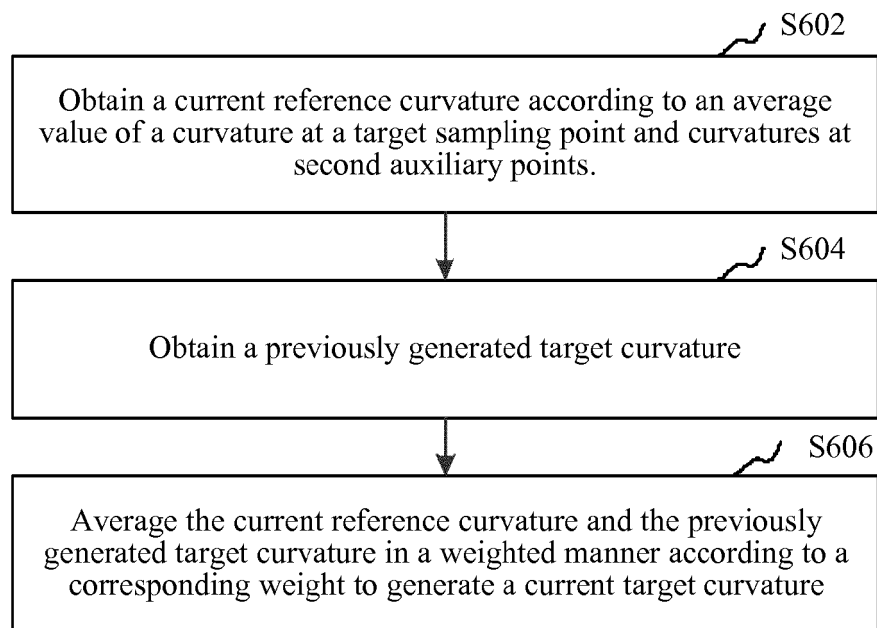 S602
Obtain a current reference curvature according to an average
value of a curvature at a target sampling point and curvatures at
second auxiliary points.
S604
Obtain a previously generated target curvature
S606
Average the current reference curvature and the previously
generated target curvature in a weighted manner according to a
corresponding weight to generate a current target curvature